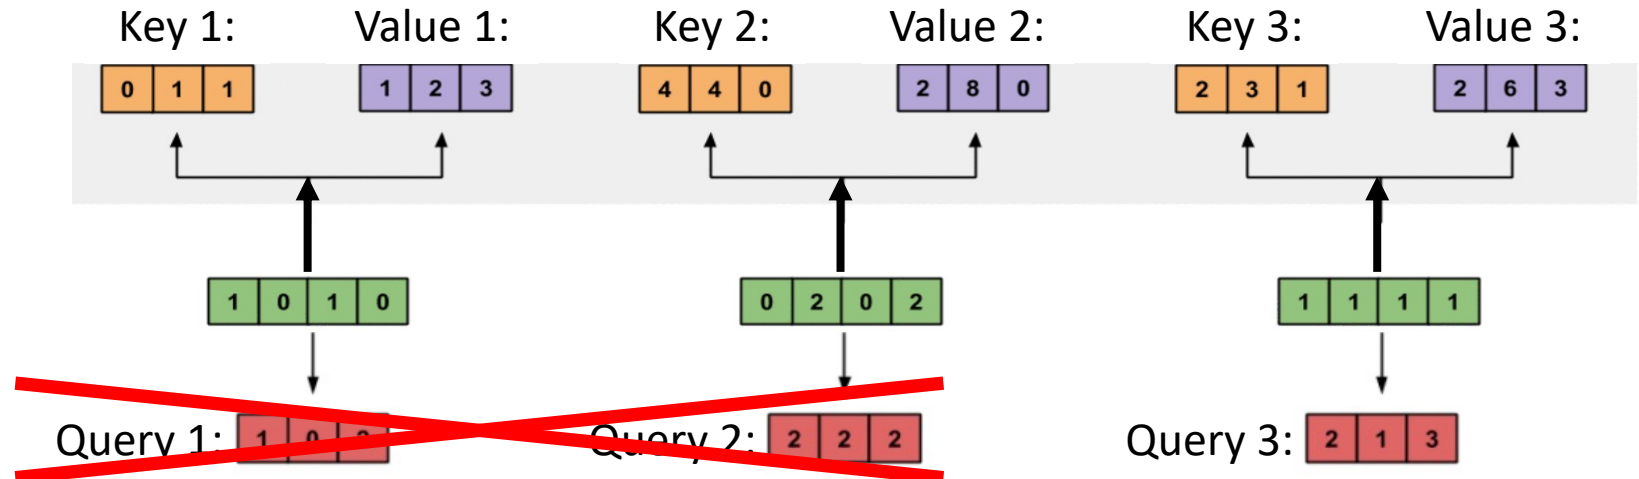 Key 1: Value 1: Key 2: Value 2: Key 3: Value 3:
0 1 1 1 2 3 4 4 0 2 8 0 2 3 1 2 6 3
1 0 1 0 0 2 0 2 1 1 1 1
Query 1: 1 0 Query 2: 2 2 2 Query 3: 2 1 3